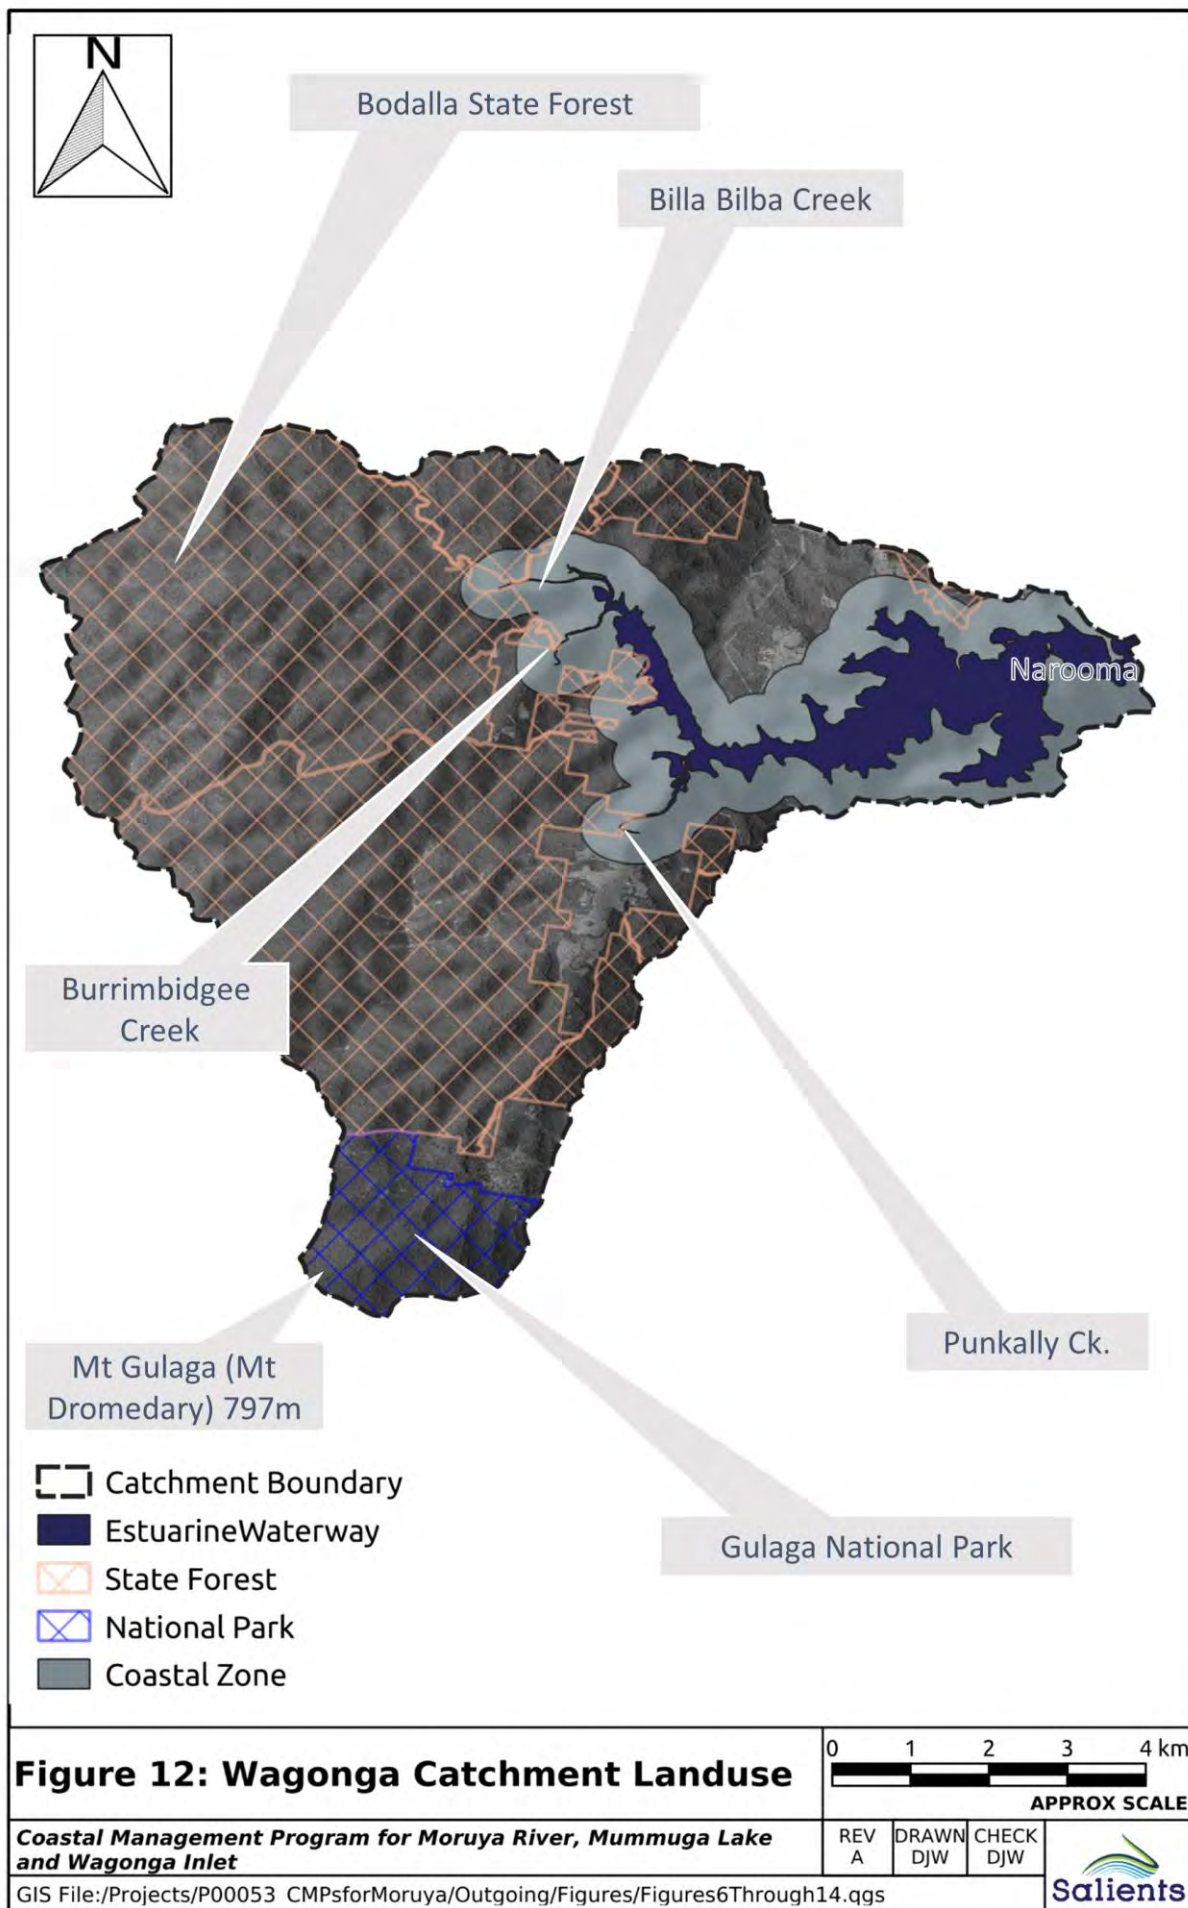 N
Bodalla State Forest
Billa Bilba Creek
Narooma
Burrimbidgee
Creek
Punkally Ck.
Mt Gulaga (Mt
Dromedary) 797m
Gulaga National Park
Catchment Boundary
EstuarineWaterway
State Forest
National Park
Coastal Zone
Figure 12: Wagonga Catchment Landuse
0 1 2 3 4 km
APPROX SCALE
Coastal Management Program for Moruya River, Mummuga Lake
and Wagonga Inlet
REV
A
DRAWN
DJW
CHECK
DJW
GIS File:/Projects/P00053_CMPsforMoruya/Outgoing/Figures/Figures6Through14.qgs
Salients